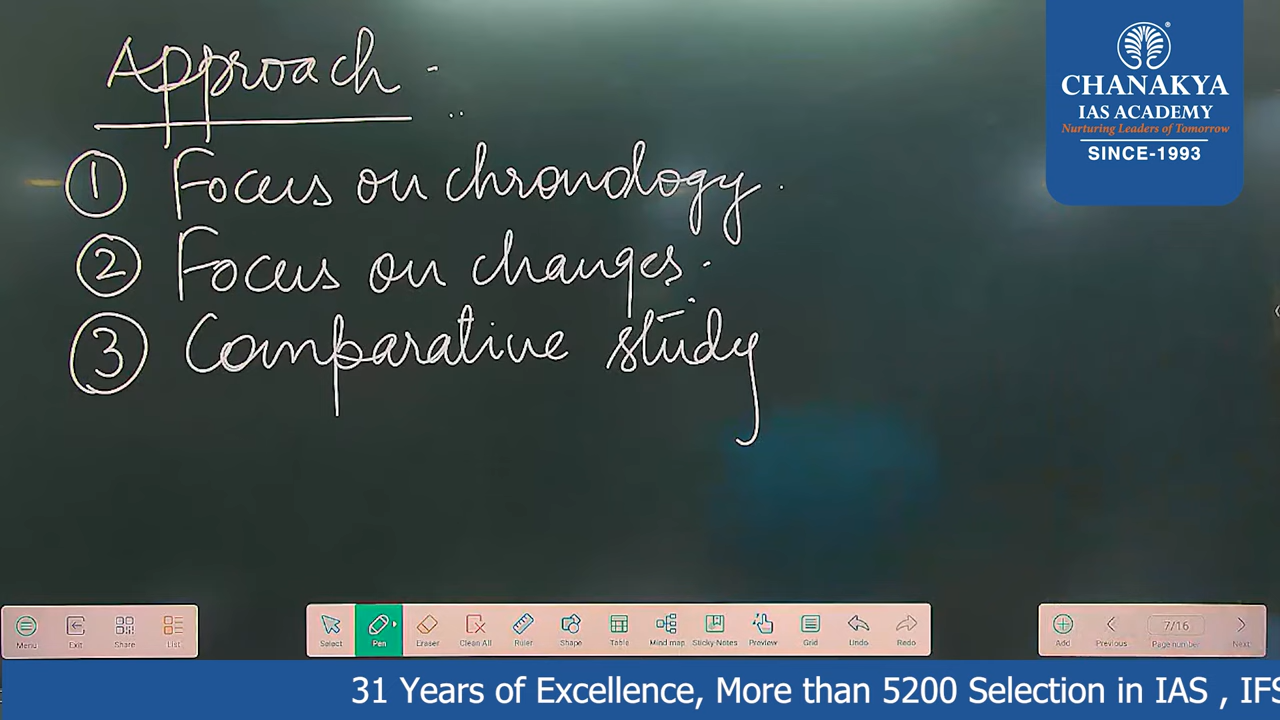 Approach :-
① Focus on chronology.
② Focus on changes.
③ Comparative study
CHANAKYA
IAS ACADEMY
Nurturing Leaders of Tomorrow
SINCE-1993
Menu Exit Share List
Select Pen Eraser Clean All Ruler Shape Table Mind map Sticky Notes Preview Grid Undo Redo
Add Previous 7/16 Page number Next
31 Years of Excellence, More than 5200 Selection in IAS , IFS